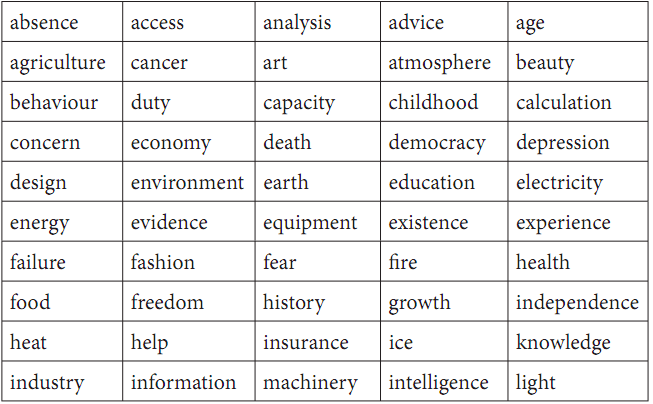 absence access analysis advice age
agriculture cancer art atmosphere beauty
behaviour duty capacity childhood calculation
concern economy death democracy depression
design environment earth education electricity
energy evidence equipment existence experience
failure fashion fear fire health
food freedom history growth independence
heat help insurance ice knowledge
industry information machinery intelligence light